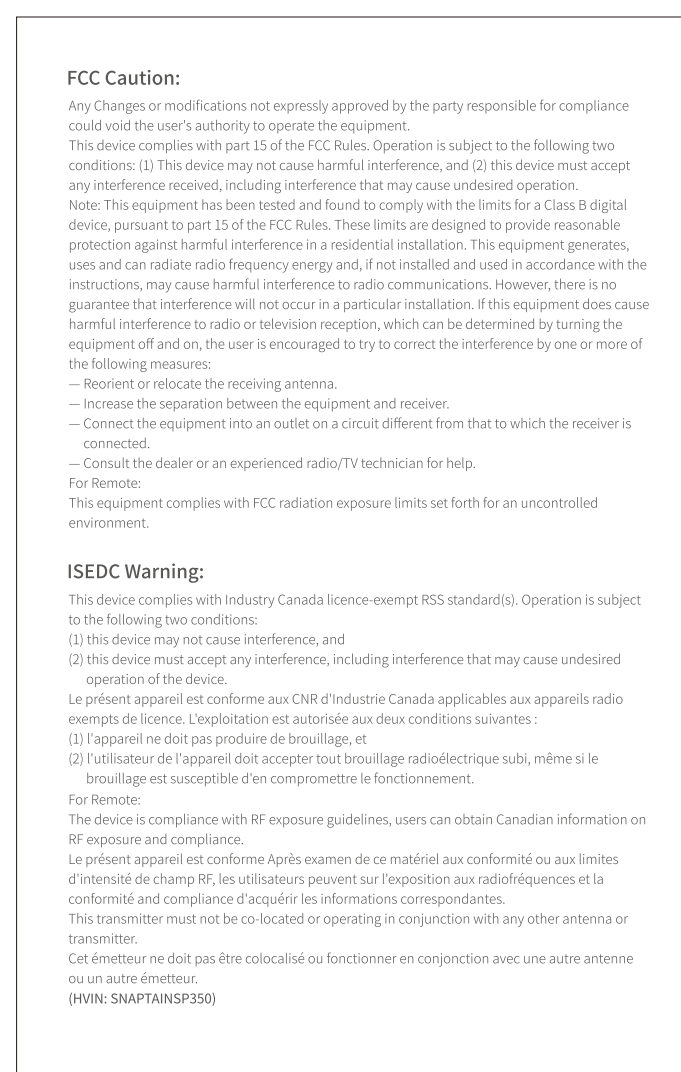 FCC Caution:
Any Changes or modifications not expressly approved by the party responsible for compliance
could void the user's authority to operate the equipment.
This device complies with part 15 of the FCC Rules. Operation is subject to the following two
conditions: (1) This device may not cause harmful interference, and (2) this device must accept
any interference received, including interference that may cause undesired operation.
Note: This equipment has been tested and found to comply with the limits for a Class B digital
device, pursuant to part 15 of the FCC Rules. These limits are designed to provide reasonable
protection against harmful interference in a residential installation. This equipment generates,
uses and can radiate radio frequency energy and, if not installed and used in accordance with the
instructions, may cause harmful interference to radio communications. However, there is no
guarantee that interference will not occur in a particular installation. If this equipment does cause
harmful interference to radio or television reception, which can be determined by turning the
equipment off and on, the user is encouraged to try to correct the interference by one or more of
the following measures:
— Reorient or relocate the receiving antenna.
— Increase the separation between the equipment and receiver.
— Connect the equipment into an outlet on a circuit different from that to which the receiver is
connected.
— Consult the dealer or an experienced radio/TV technician for help.
For Remote:
This equipment complies with FCC radiation exposure limits set forth for an uncontrolled
environment.
ISEDC Warning:
This device complies with Industry Canada licence-exempt RSS standard(s). Operation is subject
to the following two conditions:
(1) this device may not cause interference, and
(2) this device must accept any interference, including interference that may cause undesired
operation of the device.
Le présent appareil est conforme aux CNR d'Industrie Canada applicables aux appareils radio
exempts de licence. L'exploitation est autorisée aux deux conditions suivantes :
(1) l'appareil ne doit pas produire de brouillage, et
(2) l'utilisateur de l'appareil doit accepter tout brouillage radioélectrique subi, même si le
brouillage est susceptible d'en compromettre le fonctionnement.
For Remote:
The device is compliance with RF exposure guidelines, users can obtain Canadian information on
RF exposure and compliance.
Le présent appareil est conforme Après examen de ce matériel aux conformité ou aux limites
d'intensité de champ RF, les utilisateurs peuvent sur l'exposition aux radiofréquences et la
conformité and compliance d'acquérir les informations correspondantes.
This transmitter must not be co-located or operating in conjunction with any other antenna or
transmitter.
Cet émetteur ne doit pas être colocalisé ou fonctionner en conjonction avec une autre antenne
ou un autre émetteur.
(HVIN: SNAPTAINSP350)